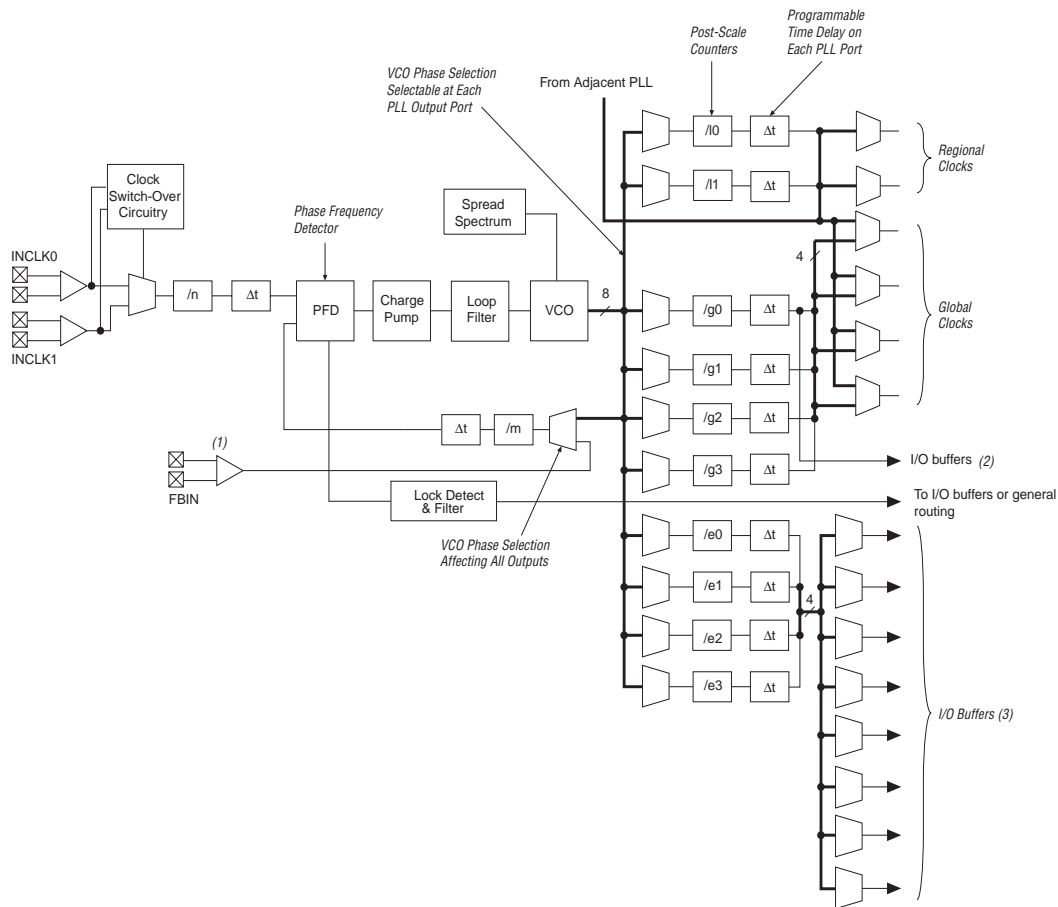 Post-Scale
Counters
Programmable
Time Delay on
Each PLL Port
VCO Phase Selection
Selectable at Each
PLL Output Port
From Adjacent PLL
/l0
Δt
/l1
Δt
Regional
Clocks
Clock
Switch-Over
Circuitry
Spread
Spectrum
Phase Frequency
Detector
INCLK0
INCLK1
/n
Δt
PFD
Charge
Pump
Loop
Filter
VCO
8
4
/g0
Δt
Global
Clocks
/g1
Δt
/g2
Δt
/g3
Δt
Δt
/m
(1)
FBIN
I/O buffers (2)
To I/O buffers or general
routing
Lock Detect
& Filter
VCO Phase Selection
Affecting All Outputs
/e0
Δt
/e1
Δt
4
/e2
Δt
/e3
Δt
I/O Buffers (3)